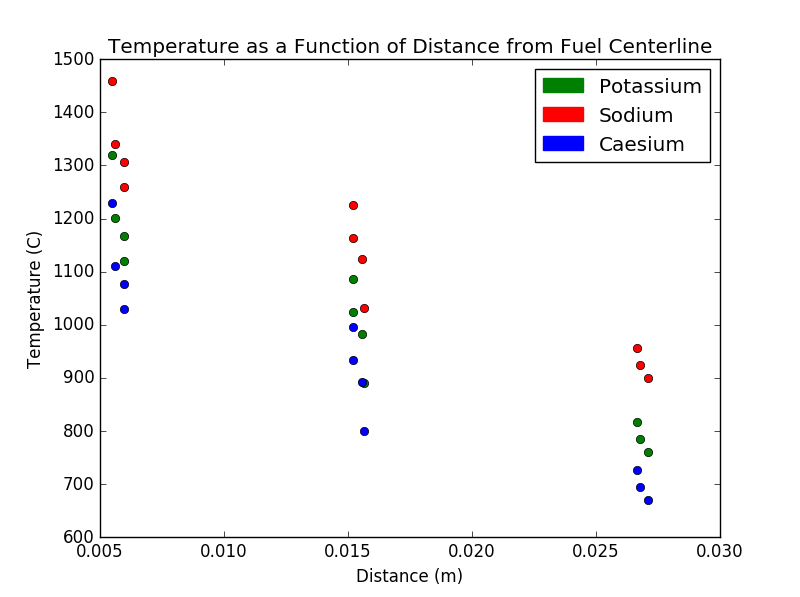 Temperature as a Function of Distance from Fuel Centerline
Potassium
Sodium
Caesium
Temperature (C)
1500
1400
1300
1200
1100
1000
900
800
700
600
0.005 0.010 0.015 0.020 0.025 0.030
Distance (m)